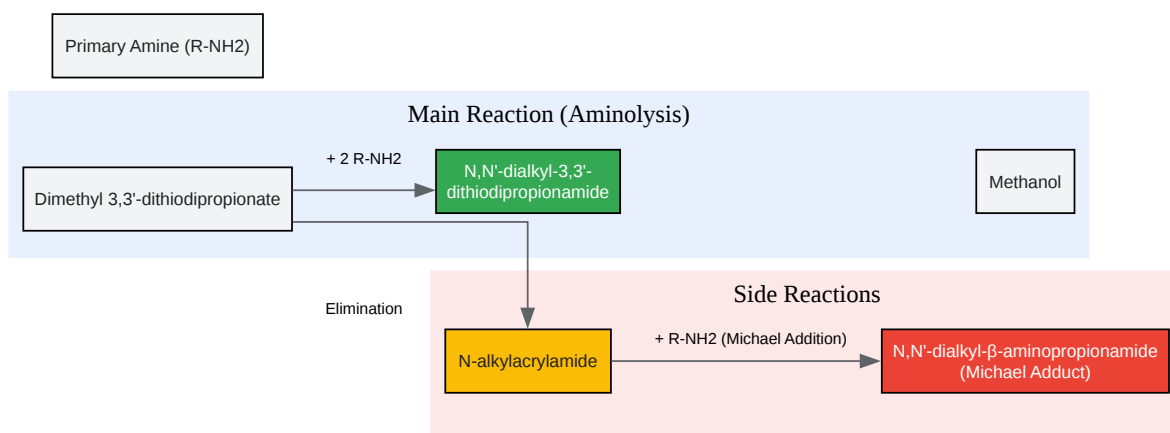 Primary Amine (R-NH2)
Main Reaction (Aminolysis)
+ 2 R-NH2
N,N'-dialkyl-3,3'-
dithiodipropionamide
Methanol
Dimethyl 3,3'-dithiodipropionate
Side Reactions
Elimination
+ R-NH2 (Michael Addition)
N-alkylacrylamide
N,N'-dialkyl-β-aminopropionamide
(Michael Adduct)